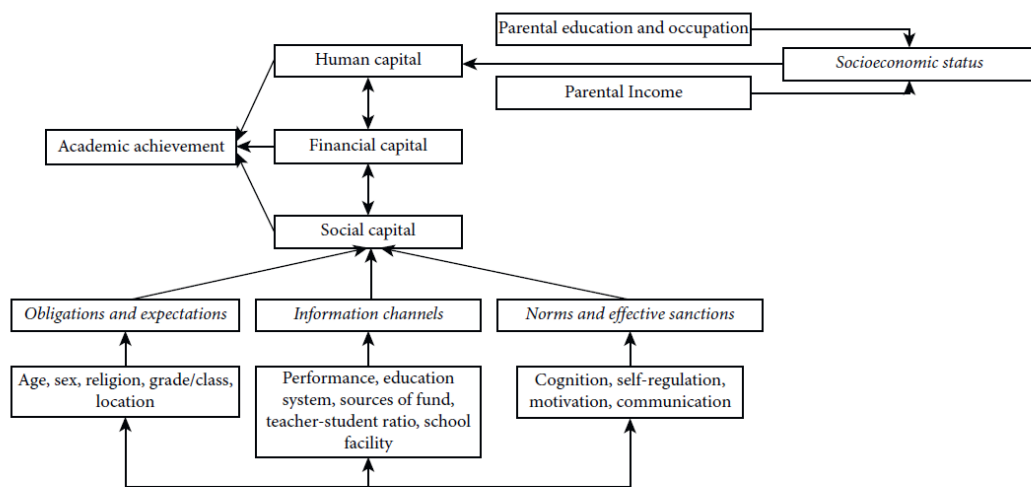 Parental education and occupation
Human capital
Socioeconomic status
Parental Income
Academic achievement
Financial capital
Social capital
Obligations and expectations
Information channels
Norms and effective sanctions
Age, sex, religion, grade/class,
location
Performance, education
system, sources of fund,
teacher-student ratio, school
facility
Cognition, self-regulation,
motivation, communication